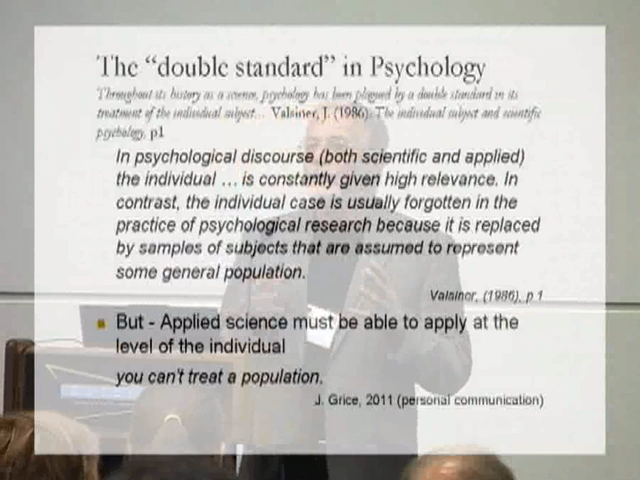 The "double standard" in Psychology
Throughout its history as a science, psychology has been plagued by a double standard in its
treatment of the individual subject... Valsiner, J. (1986). The individual subject and scientific
psychology, p1
In psychological discourse (both scientific and applied)
the individual ... is constantly given high relevance. In
contrast, the individual case is usually forgotten in the
practice of psychological research because it is replaced
by samples of subjects that are assumed to represent
some general population.
Valsiner, (1986), p 1
But - Applied science must be able to apply at the
level of the individual
you can't treat a population.
J. Grice, 2011 (personal communication)